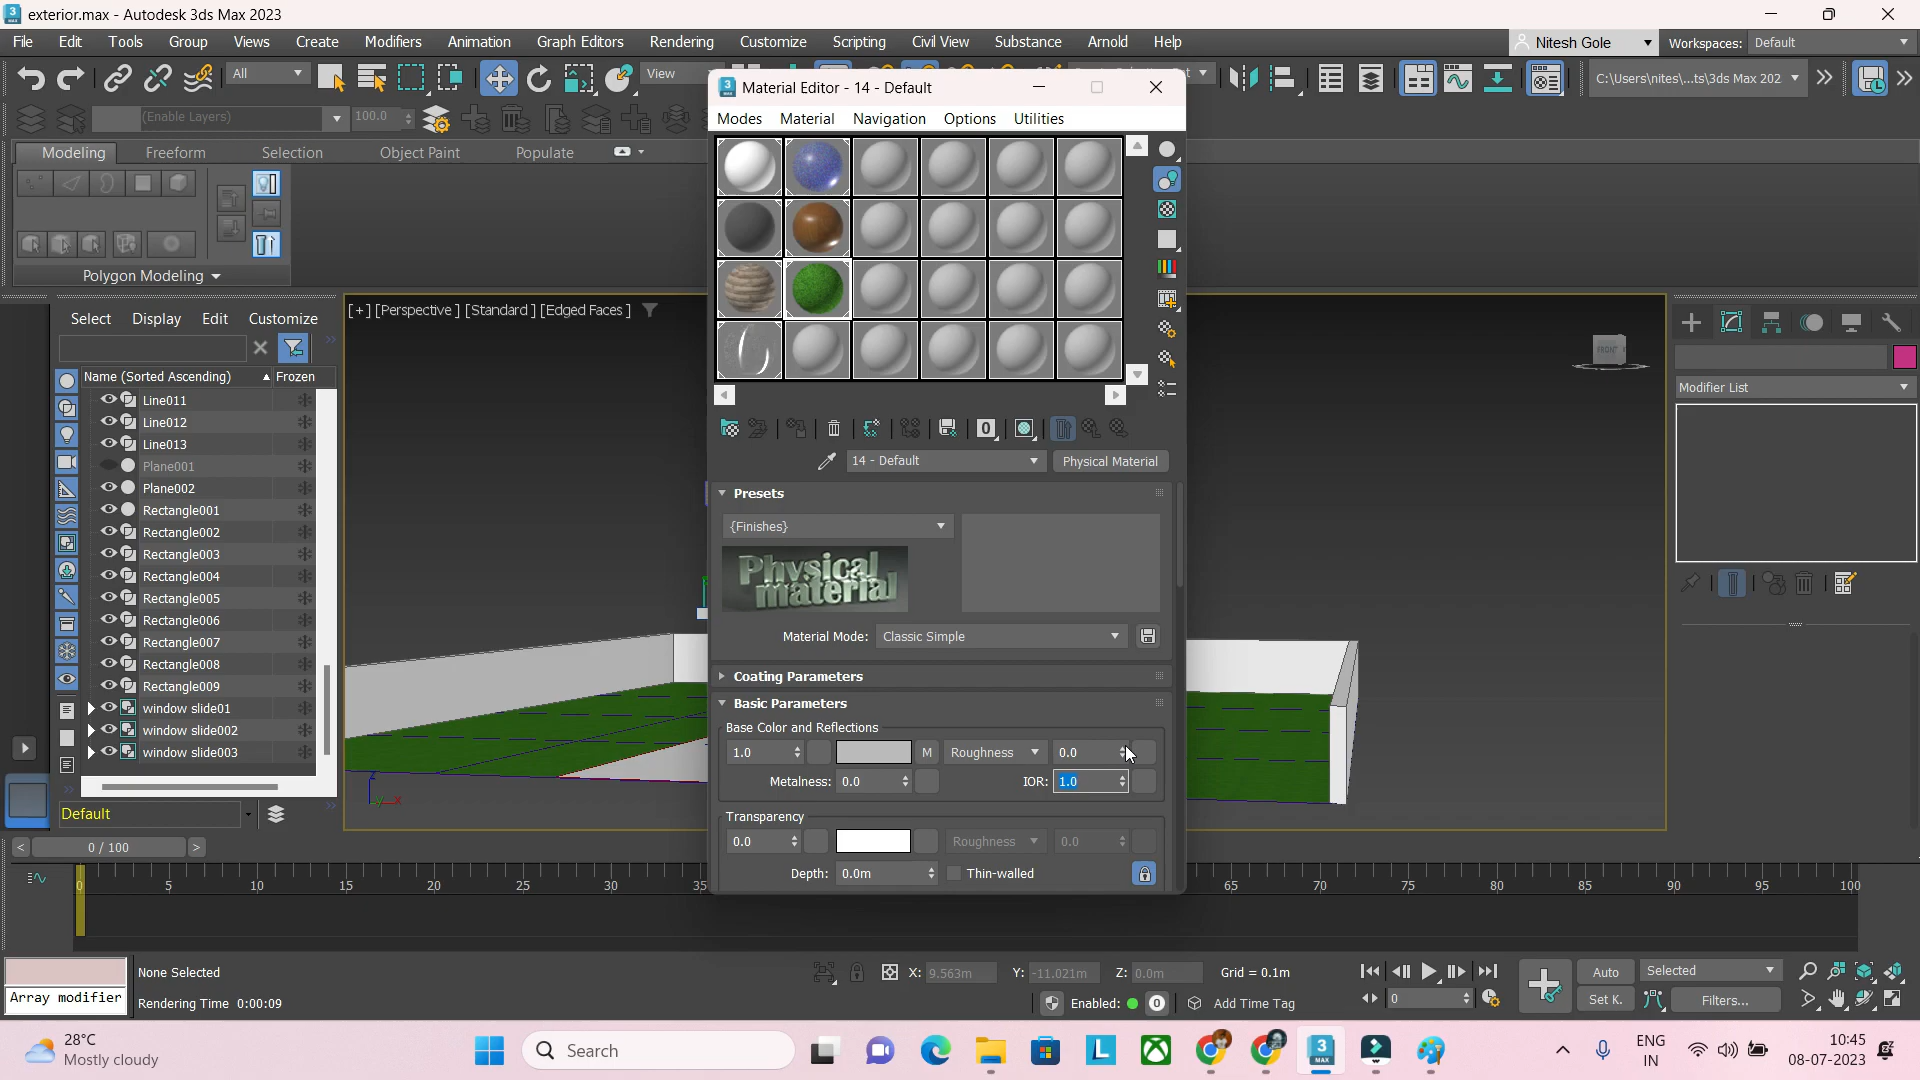 exterior.max - Autodesk 3ds Max 2023
File Edit Tools Group Views Create Modifiers Animation Graph Editors Rendering Customize Scripting Civil View Substance Arnold Help
Nitesh Gole Workspaces: Default
All View C:\Users\nites\...ts\3ds Max 202
(Enable Layers) 100.0
Modeling Freeform Selection Object Paint Populate
Polygon Modeling
Select Display Edit Customize
Name (Sorted Ascending) Frozen
Line011
Line012
Line013
Plane001
Plane002
Rectangle001
Rectangle002
Rectangle003
Rectangle004
Rectangle005
Rectangle006
Rectangle007
Rectangle008
Rectangle009
window slide01
window slide002
window slide003
Default
[+] [Perspective ] [Standard ] [Edged Faces ]
FRONT
z
y x
Material Editor - 14 - Default
Modes Material Navigation Options Utilities
0
14 - Default Physical Material
Presets
{Finishes}
Physical material
Material Mode: Classic Simple
Coating Parameters
Basic Parameters
Base Color and Reflections
1.0 M Roughness 0.0
Metalness: 0.0 IOR: 1.0
Transparency
0.0 Roughness 0.0
Depth: 0.0m Thin-walled
Modifier List
< 0 / 100 >
0 5 10 15 20 25 30 35 65 70 75 80 85 90 95 100
None Selected X: 9.563m Y: -11.021m Z: 0.0m Grid = 0.1m
Array modifier Rendering Time 0:00:09 Enabled: 0 Add Time Tag
Auto Selected
0 Set K. Filters...
28°C
Mostly cloudy
Search
L
3
MAX
ENG
IN
10:45
08-07-2023